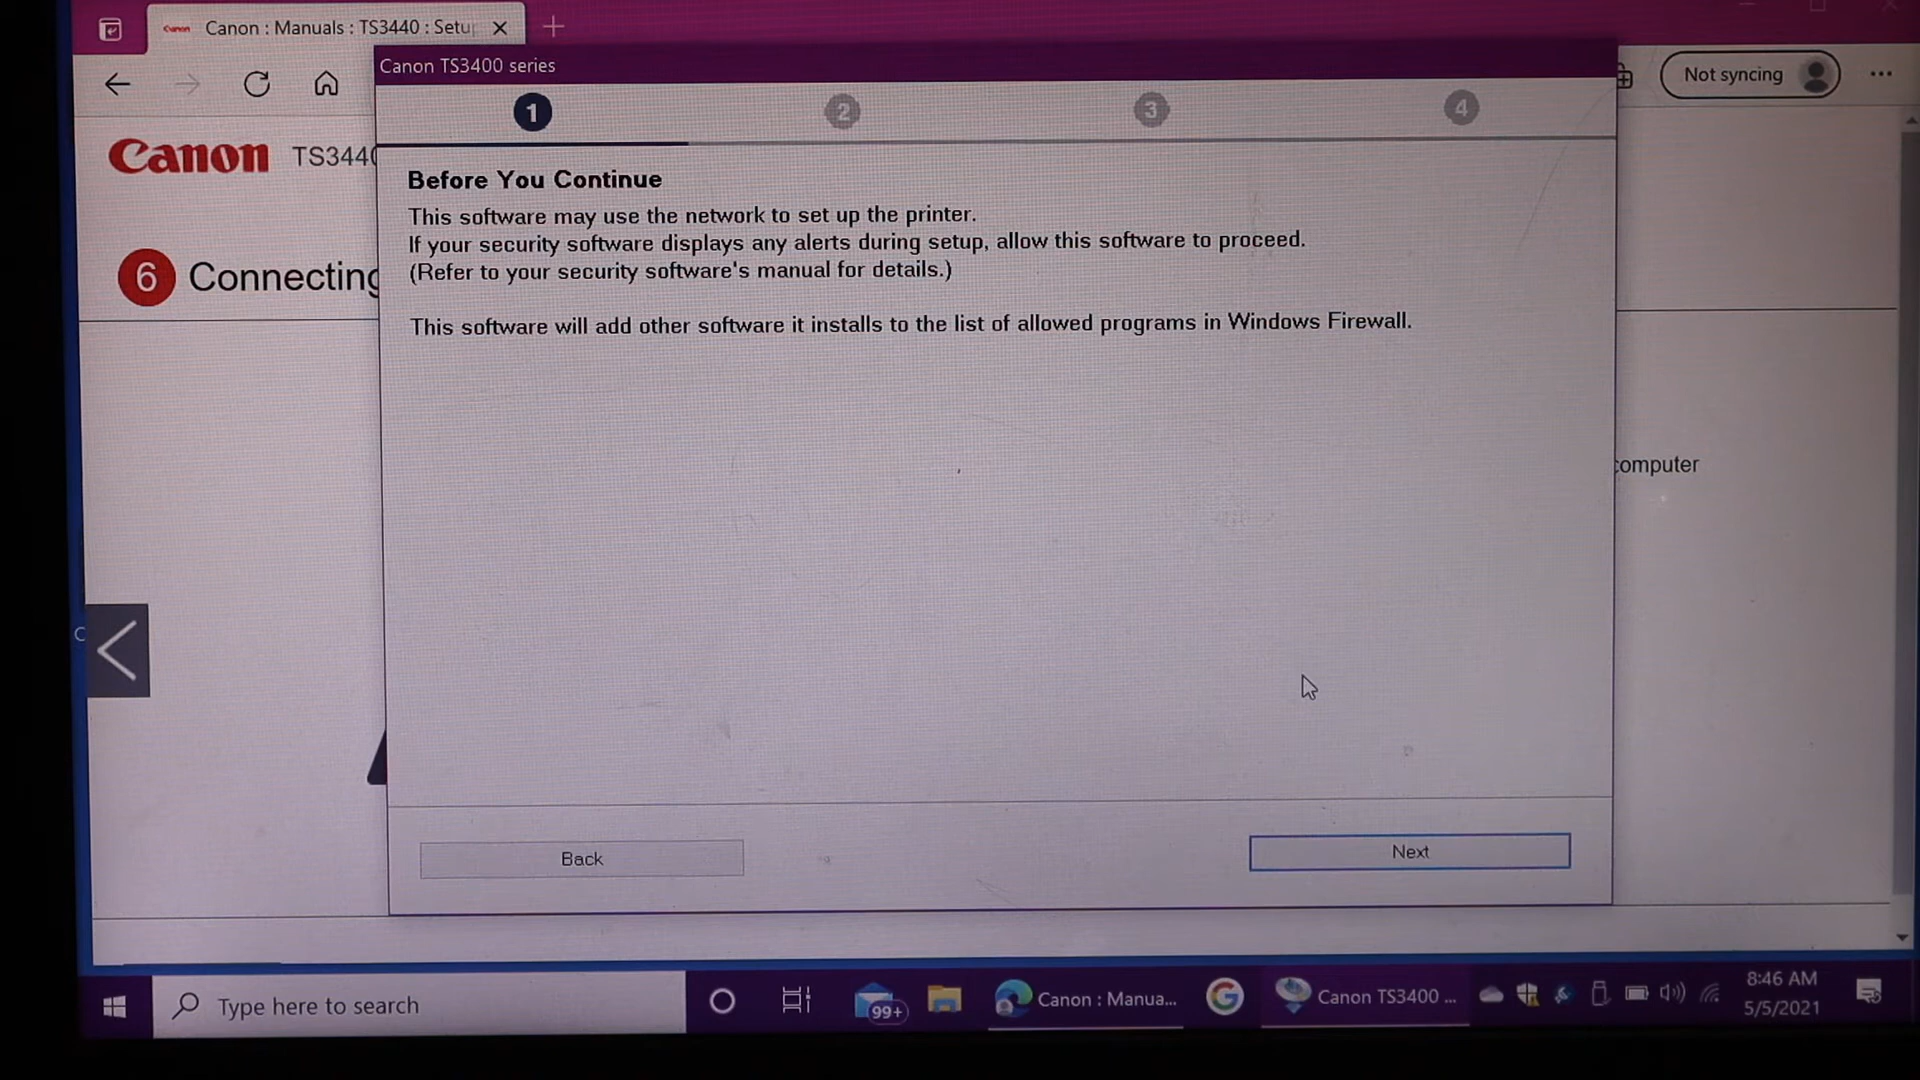 Canon : Manuals : TS3440 : Setu
Canon TS3400 series
Not syncing
1
2
3
4
Canon TS3440
Before You Continue
This software may use the network to set up the printer.
If your security software displays any alerts during setup, allow this software to proceed.
(Refer to your security software's manual for details.)
6 Connecting
This software will add other software it installs to the list of allowed programs in Windows Firewall.
computer
Back
Next
Type here to search
99+
Canon : Manua...
Canon TS3400 ...
8:46 AM
5/5/2021